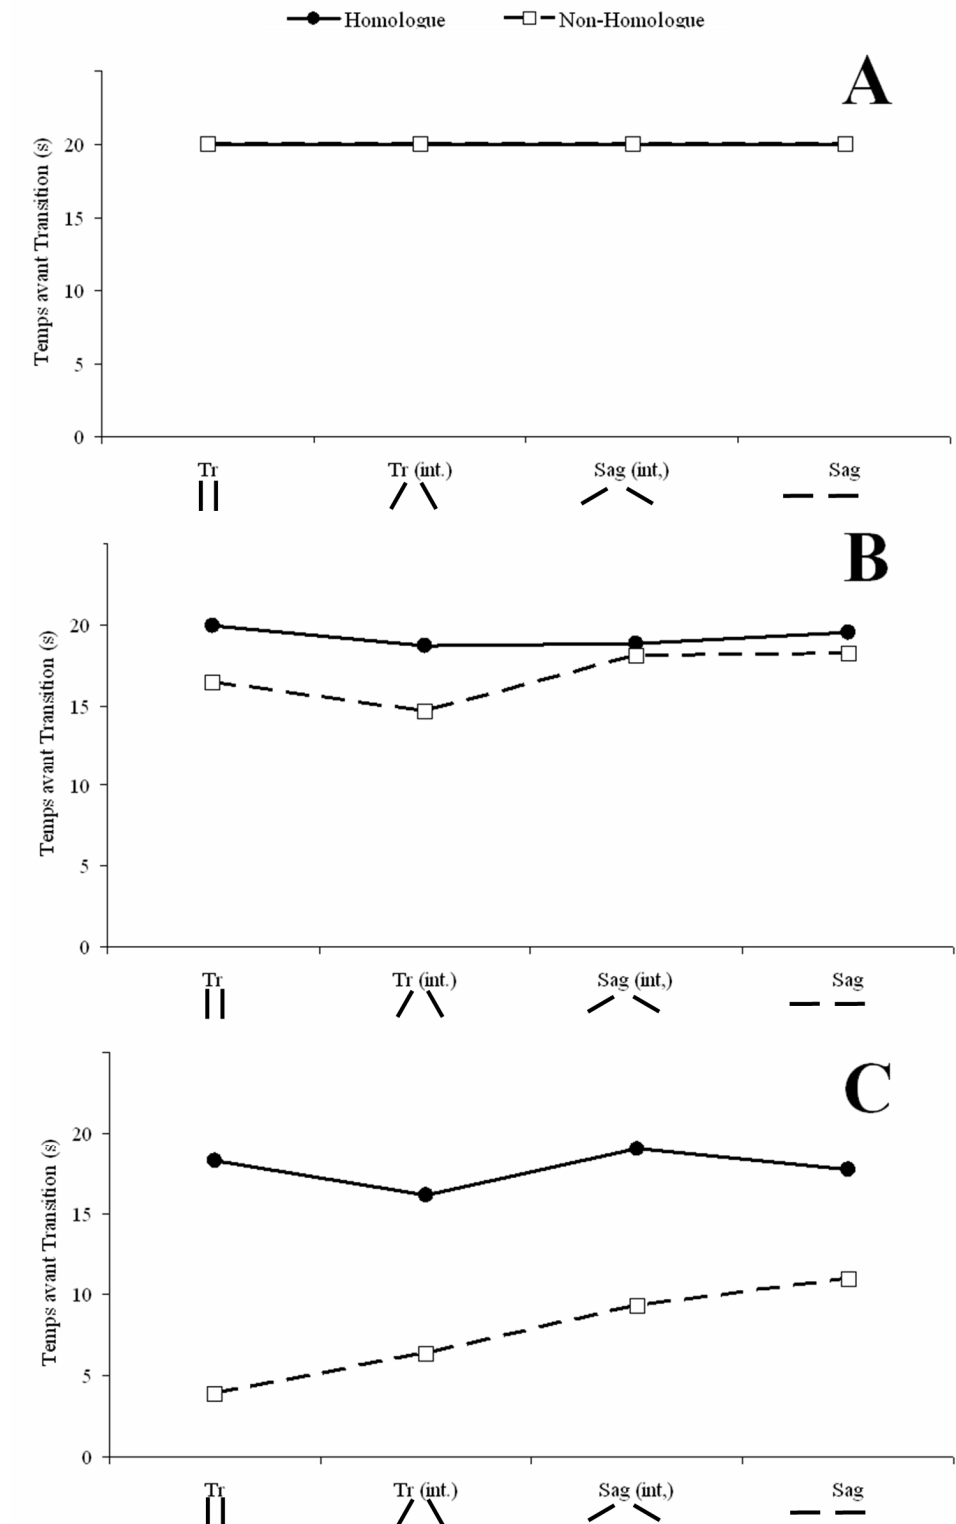 Homologue Non-Homologue
A
Temps avant Transition (s)
20
15
10
5
0
Tr Tr (int.) Sag (int,) Sag
B
Temps avant Transition (s)
20
15
10
5
0
Tr Tr (int.) Sag (int,) Sag
C
Temps avant Transition (s)
20
15
10
5
0
Tr Tr (int.) Sag (int,) Sag